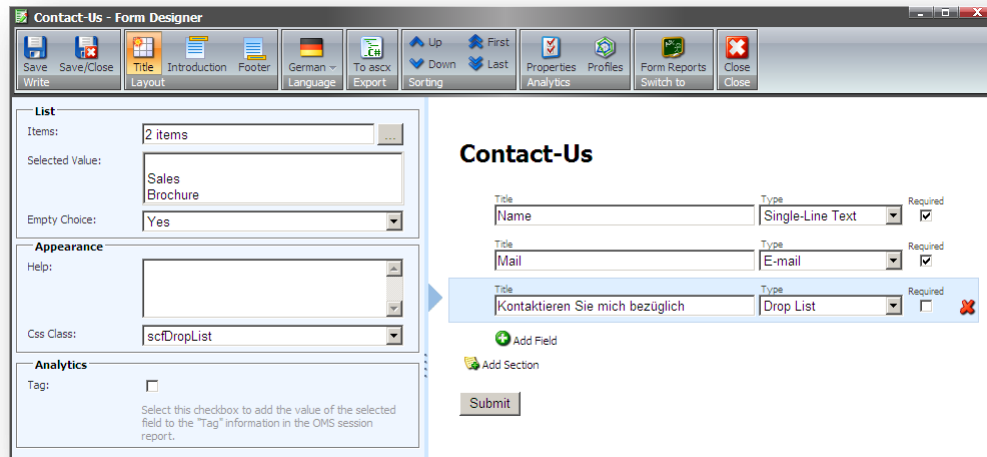 Contact-Us - Form Designer
Save Save/Close Title Introduction Footer German To ascx Up First Down Last Properties Profiles Form Reports Close
C#
Write Layout Language Export Sorting Analytics Switch to Close
List
Items: 2 items ...
Selected Value:
Sales
Brochure
Empty Choice: Yes
Appearance
Help:
Css Class: scfDropList
Analytics
Tag:
Select this checkbox to add the value of the selected
field to the "Tag" information in the OMS session
report.
Contact-Us
Title Type Required
Name Single-Line Text
Title Type Required
Mail E-mail
Title Type Required
Kontaktieren Sie mich bezüglich Drop List
Add Field
Add Section
Submit